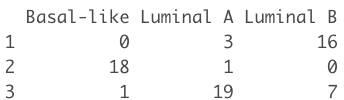 Basal-like Luminal A Luminal B
1 0 3 16
2 18 1 0
3 1 19 7